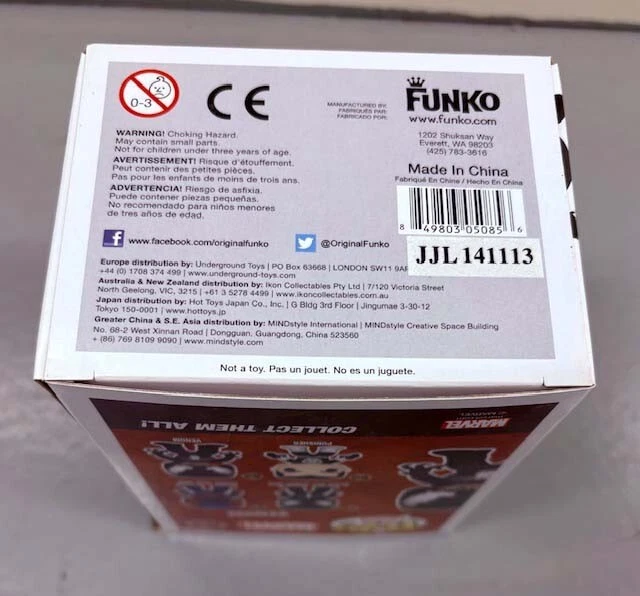 0-3
CE
MANUFACTURED BY:
FABRIQUÉS PAR:
FABRICADO POR:
FUNKO
www.funko.com
1202 Shuksan Way
Everett, WA 98203
(425) 783-3616
WARNING! Choking Hazard.
May contain small parts.
Not for children under three years of age.
AVERTISSEMENT! Risque d'étouffement.
Peut contenir des petites pièces.
Pas pour les enfants de moins de trois ans.
ADVERTENCIA! Riesgo de asfixia.
Puede contener piezas pequeñas.
No recomendado para niños menores
de tres años de edad.
Made In China
Fabriqué En Chine / Hecho En China
8 49803 05085 6
JJL 141113
f www.facebook.com/originalfunko
@OriginalFunko
Europe distribution by: Underground Toys | PO Box 63668 | LONDON SW11 9AF
+44 (0) 1708 374 499 | www.underground-toys.com
Australia & New Zealand distribution by: Ikon Collectables Pty Ltd | 7/120 Victoria Street
North Geelong, VIC, 3215 | +61 3 5278 4499 | www.ikoncollectables.com.au
Japan distribution by: Hot Toys Japan Co., Inc. | G Bldg 3rd Floor | Jingumae 3-30-12
Tokyo 150-0001 | www.hottoys.jp
Greater China & S.E. Asia distribution by: MINDstyle International | MINDstyle Creative Space Building
No. 68-2 West Xinnan Road | Dongguan, Guangdong, China 523560
+ (86) 769 8109 9090 | www.mindstyle.com
Not a toy. Pas un jouet. No es un juguete.
COLLECT THEM ALL!
MARVEL
VENOM
PUNISHER